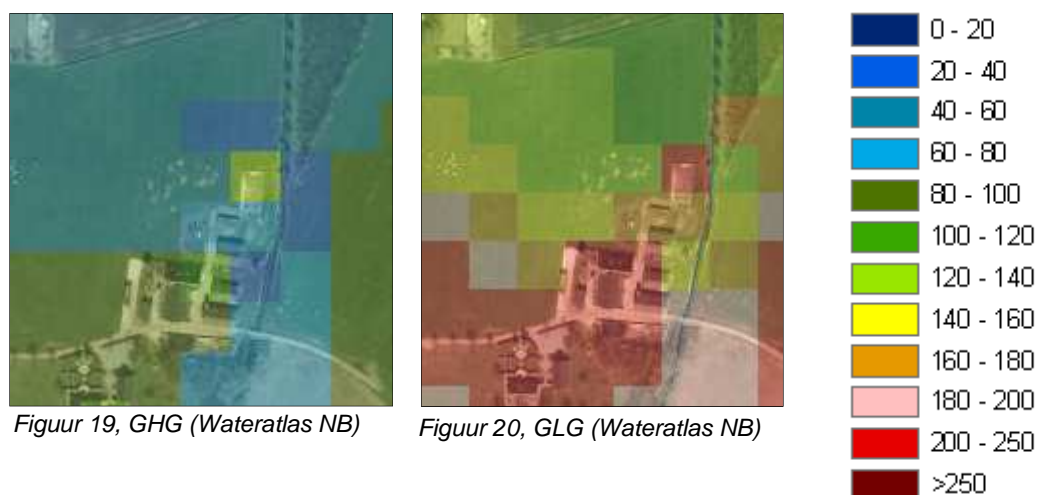 0 - 20
20 - 40
40 - 60
60 - 80
80 - 100
100 - 120
120 - 140
140 - 160
160 - 180
180 - 200
200 - 250
>250
Figuur 19, GHG (Wateratlas NB)
Figuur 20, GLG (Wateratlas NB)